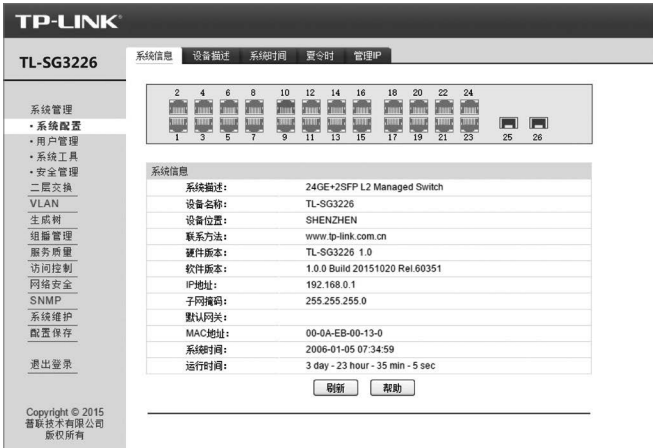 TP-LINK
TL-SG3226
系统信息 设备描述 系统时间 夏令时 管理IP
系统管理
·系统配置
·用户管理
·系统工具
·安全管理
二层交换
VLAN
生成树
组播管理
服务质量
访问控制
网络安全
SNMP
系统维护
配置保存
退出登录
Copyright © 2015
普联技术有限公司
版权所有
2 4 6 8 10 12 14 16 18 20 22 24
1 3 5 7 9 11 13 15 17 19 21 23 25 26
系统信息
系统描述: 24GE+2SFP L2 Managed Switch
设备名称: TL-SG3226
设备位置: SHENZHEN
联系方法: www.tp-link.com.cn
硬件版本: TL-SG3226 1.0
软件版本: 1.0.0 Build 20151020 Rel.60351
IP地址: 192.168.0.1
子网掩码: 255.255.255.0
默认网关:
MAC地址: 00-0A-EB-00-13-0
系统时间: 2006-01-05 07:34:59
运行时间: 3 day - 23 hour - 35 min - 5 sec
刷新 帮助